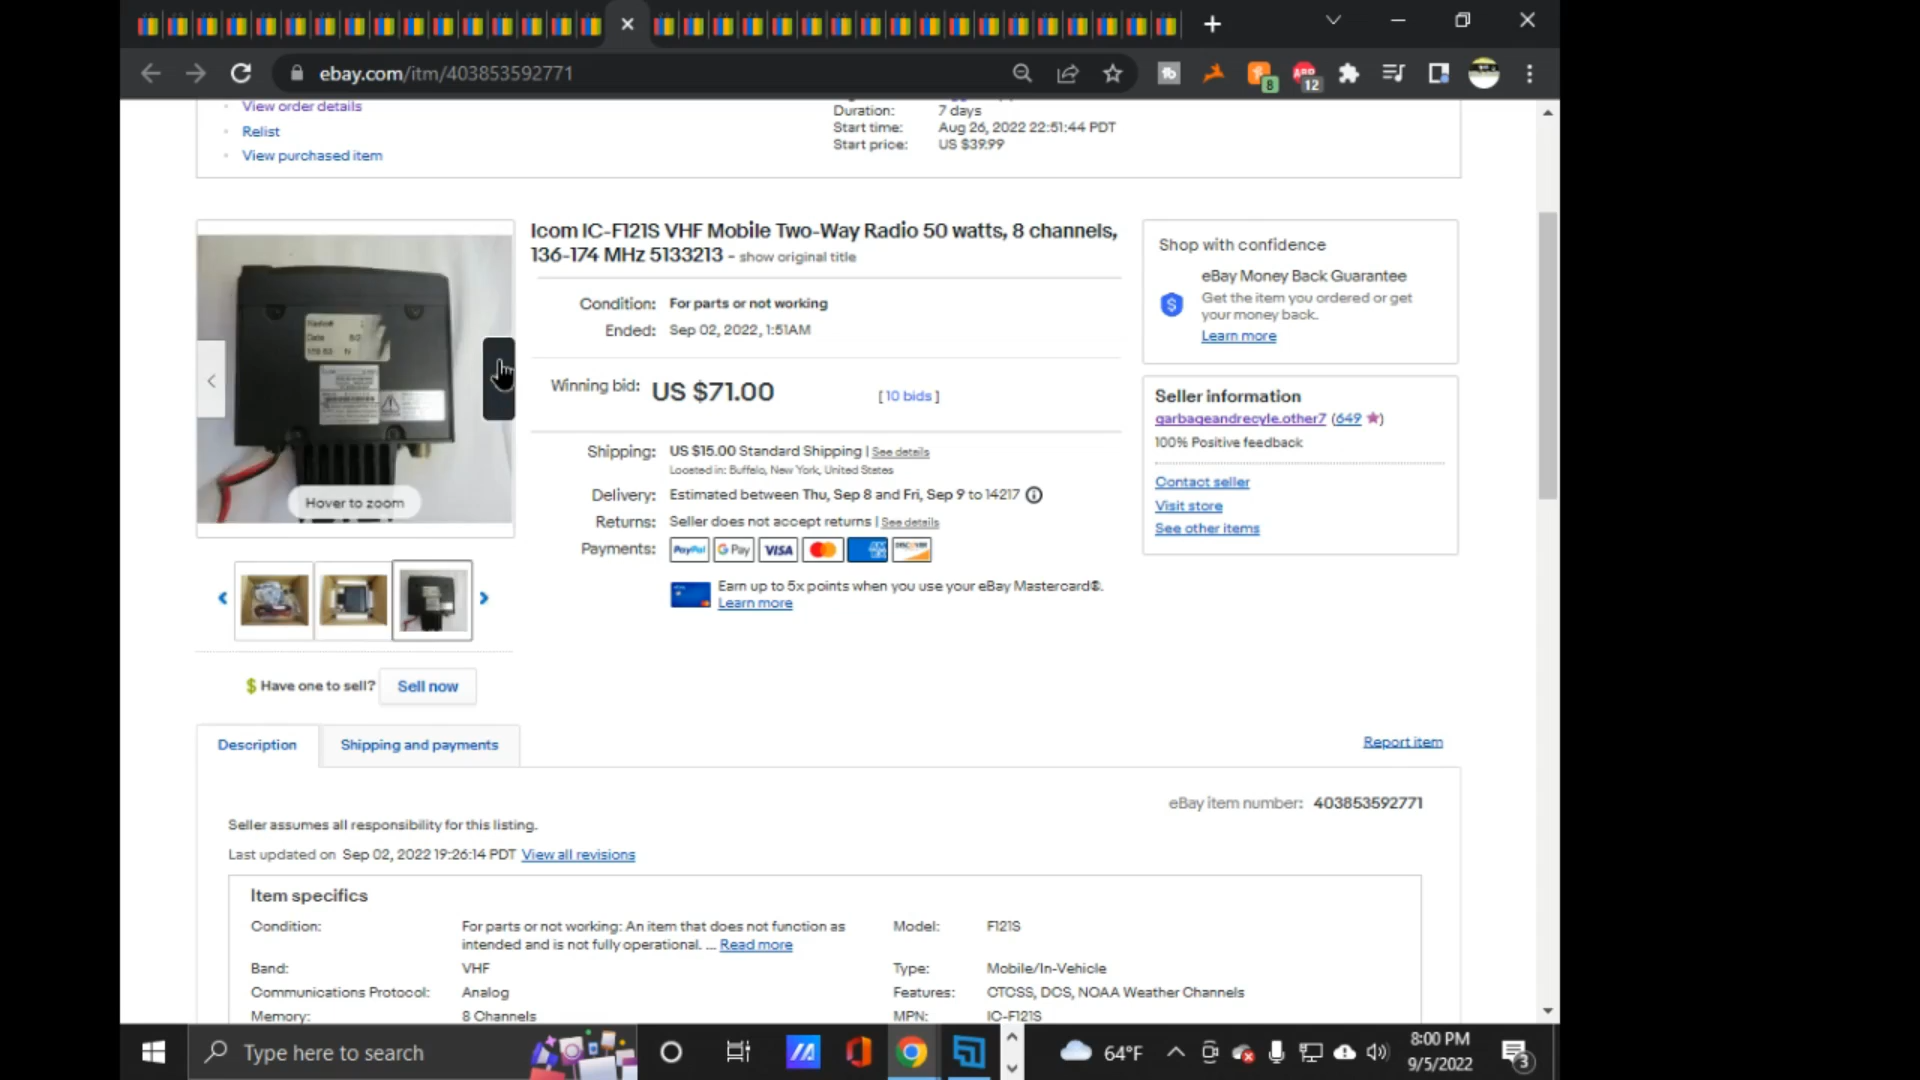 ebay.com/itm/403853592771
8
12
View order details
Relist
View purchased item
Duration: 7 days
Start time: Aug 26, 2022 22:51:44 PDT
Start price: US $39.99
Icom IC-F121S VHF Mobile Two-Way Radio 50 watts, 8 channels,
136-174 MHz 5133213 - show original title
Condition: For parts or not working
Ended: Sep 02, 2022, 1:51AM
Winning bid: US $71.00 [ 10 bids ]
Shipping: US $15.00 Standard Shipping | See details
Located in: Buffalo, New York, United States
Delivery: Estimated between Thu, Sep 8 and Fri, Sep 9 to 14217
Returns: Seller does not accept returns | See details
Payments: PayPal G Pay VISA DISCOVER
Earn up to 5x points when you use your eBay Mastercard®.
Learn more
Shop with confidence
eBay Money Back Guarantee
Get the item you ordered or get
your money back.
Learn more
Seller information
garbageandrecyle.other7 (649)
100% Positive feedback
Contact seller
Visit store
See other items
Date
Hover to zoom
$ Have one to sell? Sell now
Description
Shipping and payments
Report item
eBay item number: 403853592771
Seller assumes all responsibility for this listing.
Last updated on Sep 02, 2022 19:26:14 PDT View all revisions
Item specifics
Condition: For parts or not working: An item that does not function as
intended and is not fully operational. ... Read more
Model: F121S
Band: VHF
Type: Mobile/In-Vehicle
Communications Protocol: Analog
Features: CTCSS, DCS, NOAA Weather Channels
Memory: 8 Channels
MPN: IC-F121S
Type here to search
64°F
8:00 PM
9/5/2022
3